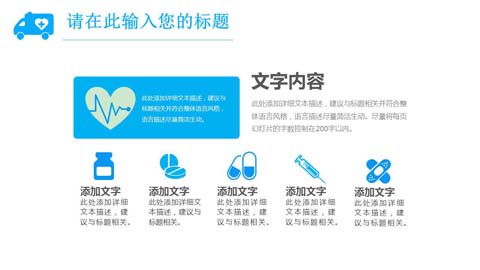 请在此输入您的标题
此处添加详细文本描述，建议与
标题相关并符合整体语言风格，
语言描述尽量简洁生动。
文字内容
此处添加详细文本描述，建议与标题相关并符合整
体语言风格，语言描述尽量简洁生动。尽量将每页
幻灯片的字数控制在200字以内。
添加文字
此处添加详细
文本描述，建
议与标题相关。
添加文字
此处添加详细
文本描述，建
议与标题相关。
添加文字
此处添加详细
文本描述，建
议与标题相关。
添加文字
此处添加详细
文本描述，建
议与标题相关。
添加文字
此处添加详细
文本描述，建
议与标题相关。